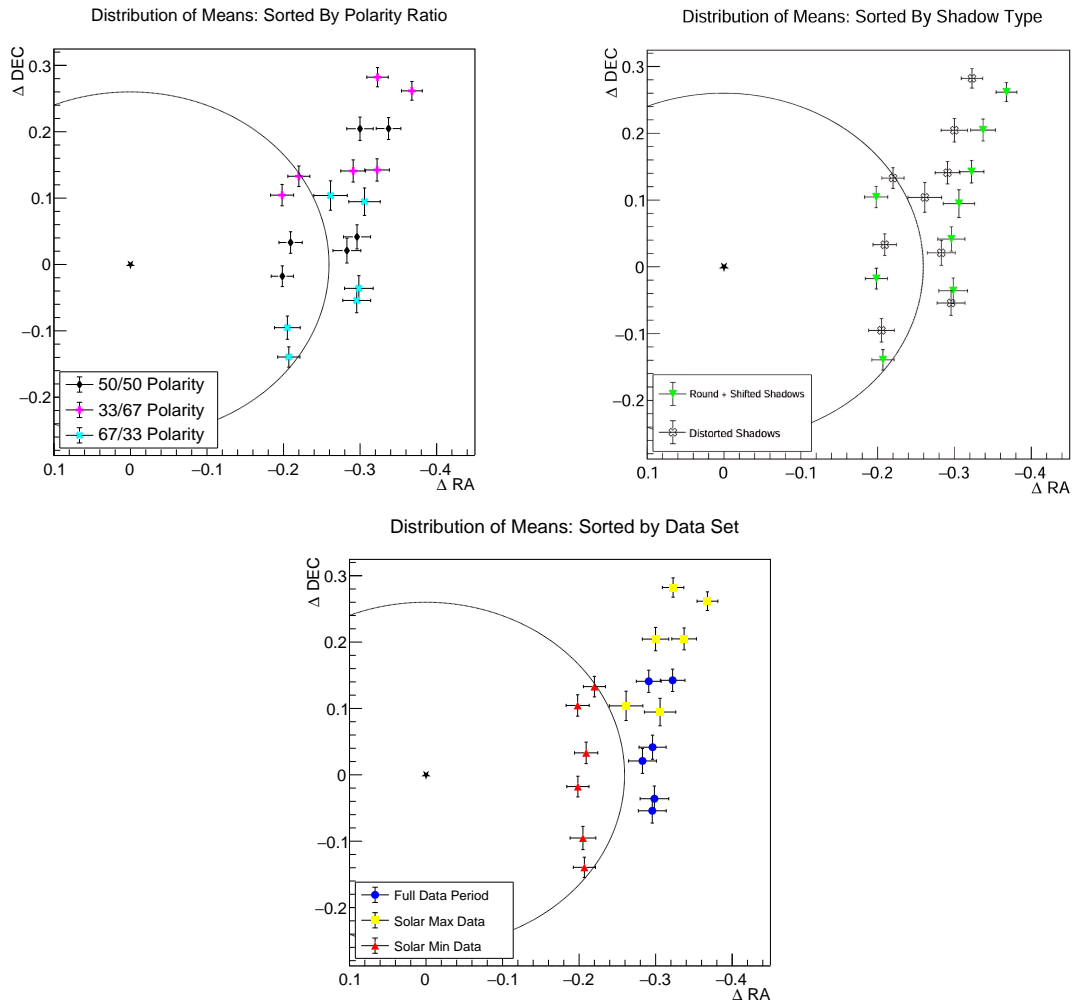 Distribution of Means: Sorted By Polarity Ratio
Δ DEC
0.3
0.2
0.1
0
−0.1
−0.2
50/50 Polarity
33/67 Polarity
67/33 Polarity
0.1 0 −0.1 −0.2 −0.3 −0.4
Δ RA
Distribution of Means: Sorted By Shadow Type
Δ DEC
0.3
0.2
0.1
0
−0.1
−0.2
Round + Shifted Shadows
Distorted Shadows
0.1 0 −0.1 −0.2 −0.3 −0.4
Δ RA
Distribution of Means: Sorted by Data Set
Δ DEC
0.3
0.2
0.1
0
−0.1
−0.2
Full Data Period
Solar Max Data
Solar Min Data
0.1 0 −0.1 −0.2 −0.3 −0.4
Δ RA